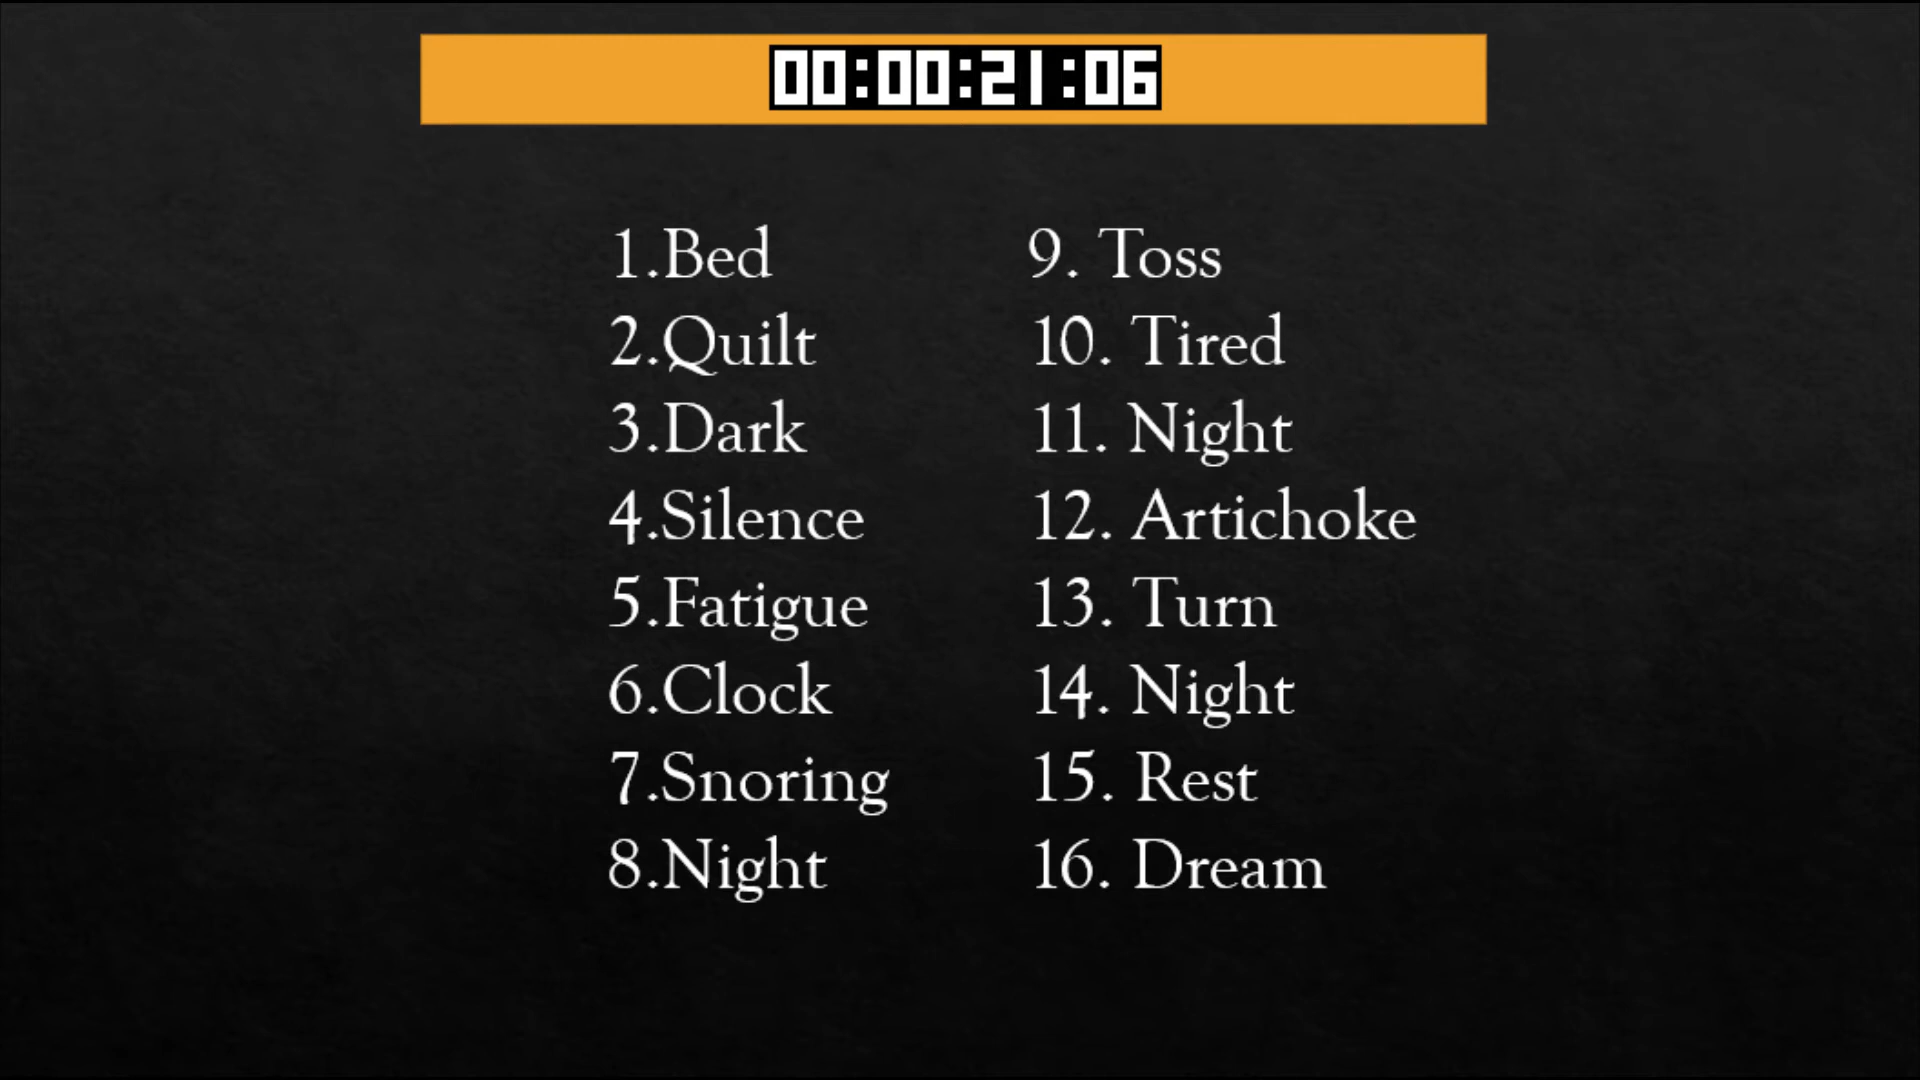 00:00:21:06
1.Bed
2.Quilt
3.Dark
4.Silence
5.Fatigue
6.Clock
7.Snoring
8.Night
9. Toss
10. Tired
11. Night
12. Artichoke
13. Turn
14. Night
15. Rest
16. Dream